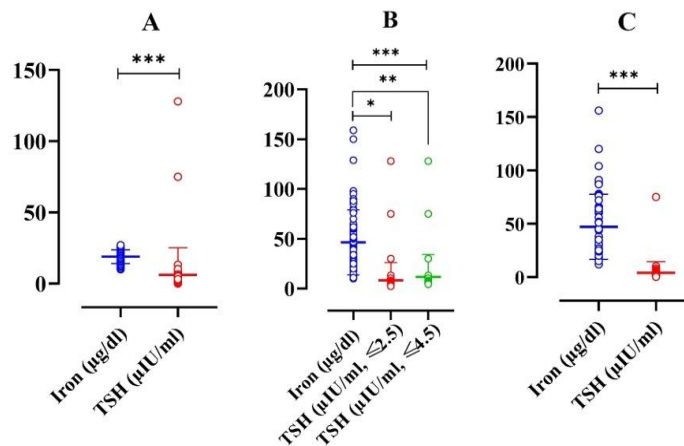 A
***
150
100
50
0
Iron (µg/dl)
TSH (µIU/ml)
B
***
**
*
200
150
100
50
0
Iron (µg/dl)
TSH (µIU/ml, ≦2.5)
TSH (µIU/ml, ≦4.5)
C
***
200
150
100
50
0
Iron (µg/dl)
TSH (µIU/ml)